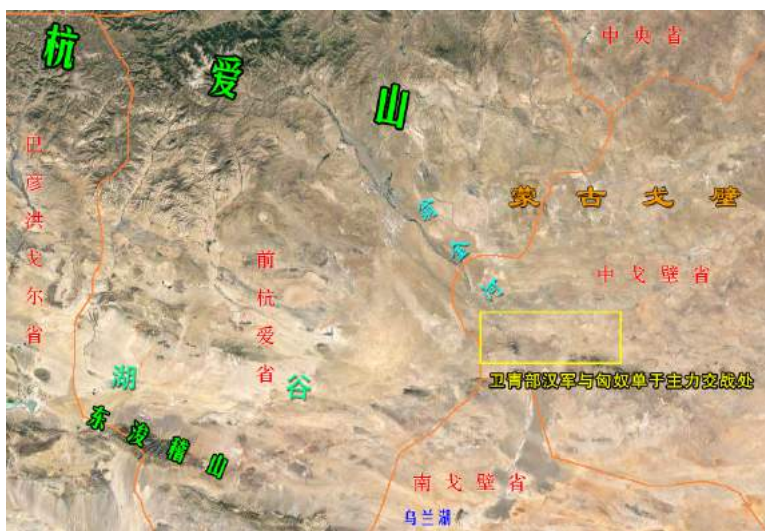 杭爱山
中央省
巴彦洪戈尔省
蒙古戈壁
前杭爱省
中戈壁省
卫青部汉军与匈奴单于主力交战处
湖谷
东浚稽山
南戈壁省
乌兰湖